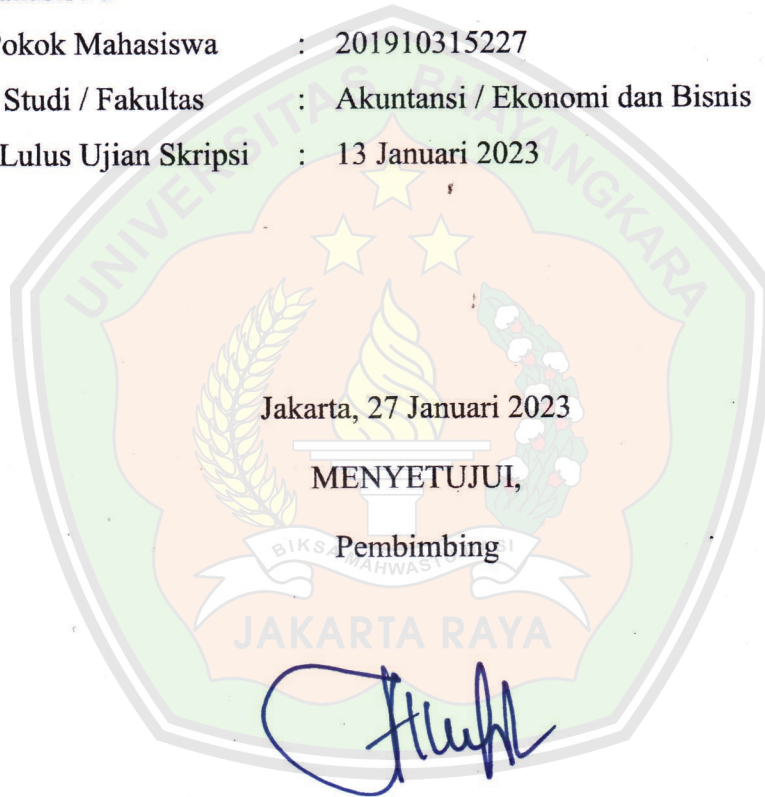 Pokok Mahasiswa : 201910315227
Studi / Fakultas : Akuntansi / Ekonomi dan Bisnis
Lulus Ujian Skripsi : 13 Januari 2023
UNIVERSITAS BHAYANGKARA
Jakarta, 27 Januari 2023
MENYETUJUI,
Pembimbing
JAKARTA RAYA